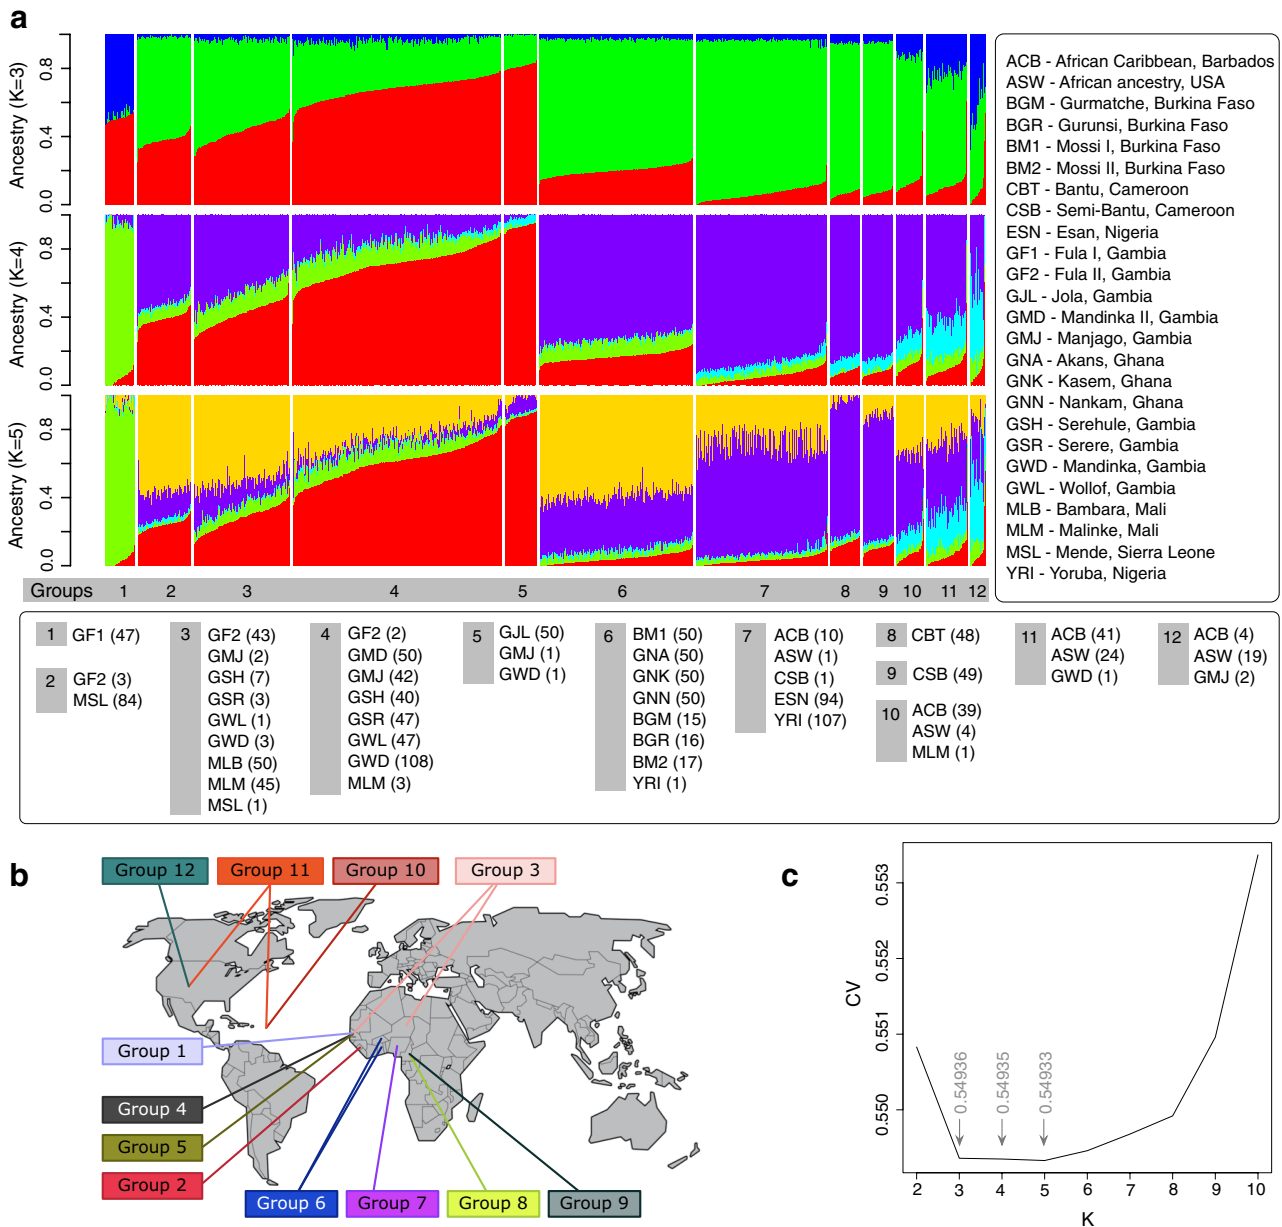 a
Ancestry (K=3)
0.8
0.4
0.0
Ancestry (K=4)
0.8
0.4
0.0
Ancestry (K=5)
0.8
0.4
0.0
Groups 1 2 3 4 5 6 7 8 9 10 11 12
ACB - African Caribbean, Barbados
ASW - African ancestry, USA
BGM - Gurmatche, Burkina Faso
BGR - Gurunsi, Burkina Faso
BM1 - Mossi I, Burkina Faso
BM2 - Mossi II, Burkina Faso
CBT - Bantu, Cameroon
CSB - Semi-Bantu, Cameroon
ESN - Esan, Nigeria
GF1 - Fula I, Gambia
GF2 - Fula II, Gambia
GJL - Jola, Gambia
GMD - Mandinka II, Gambia
GMJ - Manjago, Gambia
GNA - Akans, Ghana
GNK - Kasem, Ghana
GNN - Nankam, Ghana
GSH - Serehule, Gambia
GSR - Serere, Gambia
GWD - Mandinka, Gambia
GWL - Wollof, Gambia
MLB - Bambara, Mali
MLM - Malinke, Mali
MSL - Mende, Sierra Leone
YRI - Yoruba, Nigeria
1
GF1 (47)
2
GF2 (3)
MSL (84)
3
GF2 (43)
GMJ (2)
GSH (7)
GSR (3)
GWL (1)
GWD (3)
MLB (50)
MLM (45)
MSL (1)
4
GF2 (2)
GMD (50)
GMJ (42)
GSH (40)
GSR (47)
GWL (47)
GWD (108)
MLM (3)
5
GJL (50)
GMJ (1)
GWD (1)
6
BM1 (50)
GNA (50)
GNK (50)
GNN (50)
BGM (15)
BGR (16)
BM2 (17)
YRI (1)
7
ACB (10)
ASW (1)
CSB (1)
ESN (94)
YRI (107)
8
CBT (48)
9
CSB (49)
10
ACB (39)
ASW (4)
MLM (1)
11
ACB (41)
ASW (24)
GWD (1)
12
ACB (4)
ASW (19)
GMJ (2)
b
Group 12
Group 11
Group 10
Group 3
Group 1
Group 4
Group 5
Group 2
Group 6
Group 7
Group 8
Group 9
c
CV
0.553
0.552
0.551
0.550
0.54936
0.54935
0.54933
2 3 4 5 6 7 8 9 10
K